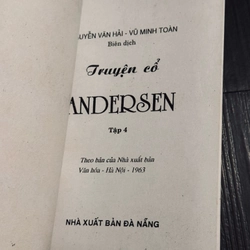 NGUYỄN VĂN HẢI - VŨ MINH TOÀN
Biên dịch
Truyện cổ
ANDERSEN
Tập 4
Theo bản của Nhà xuất bản
Văn hóa - Hà Nội - 1963
NHÀ XUẤT BẢN ĐÀ NẴNG